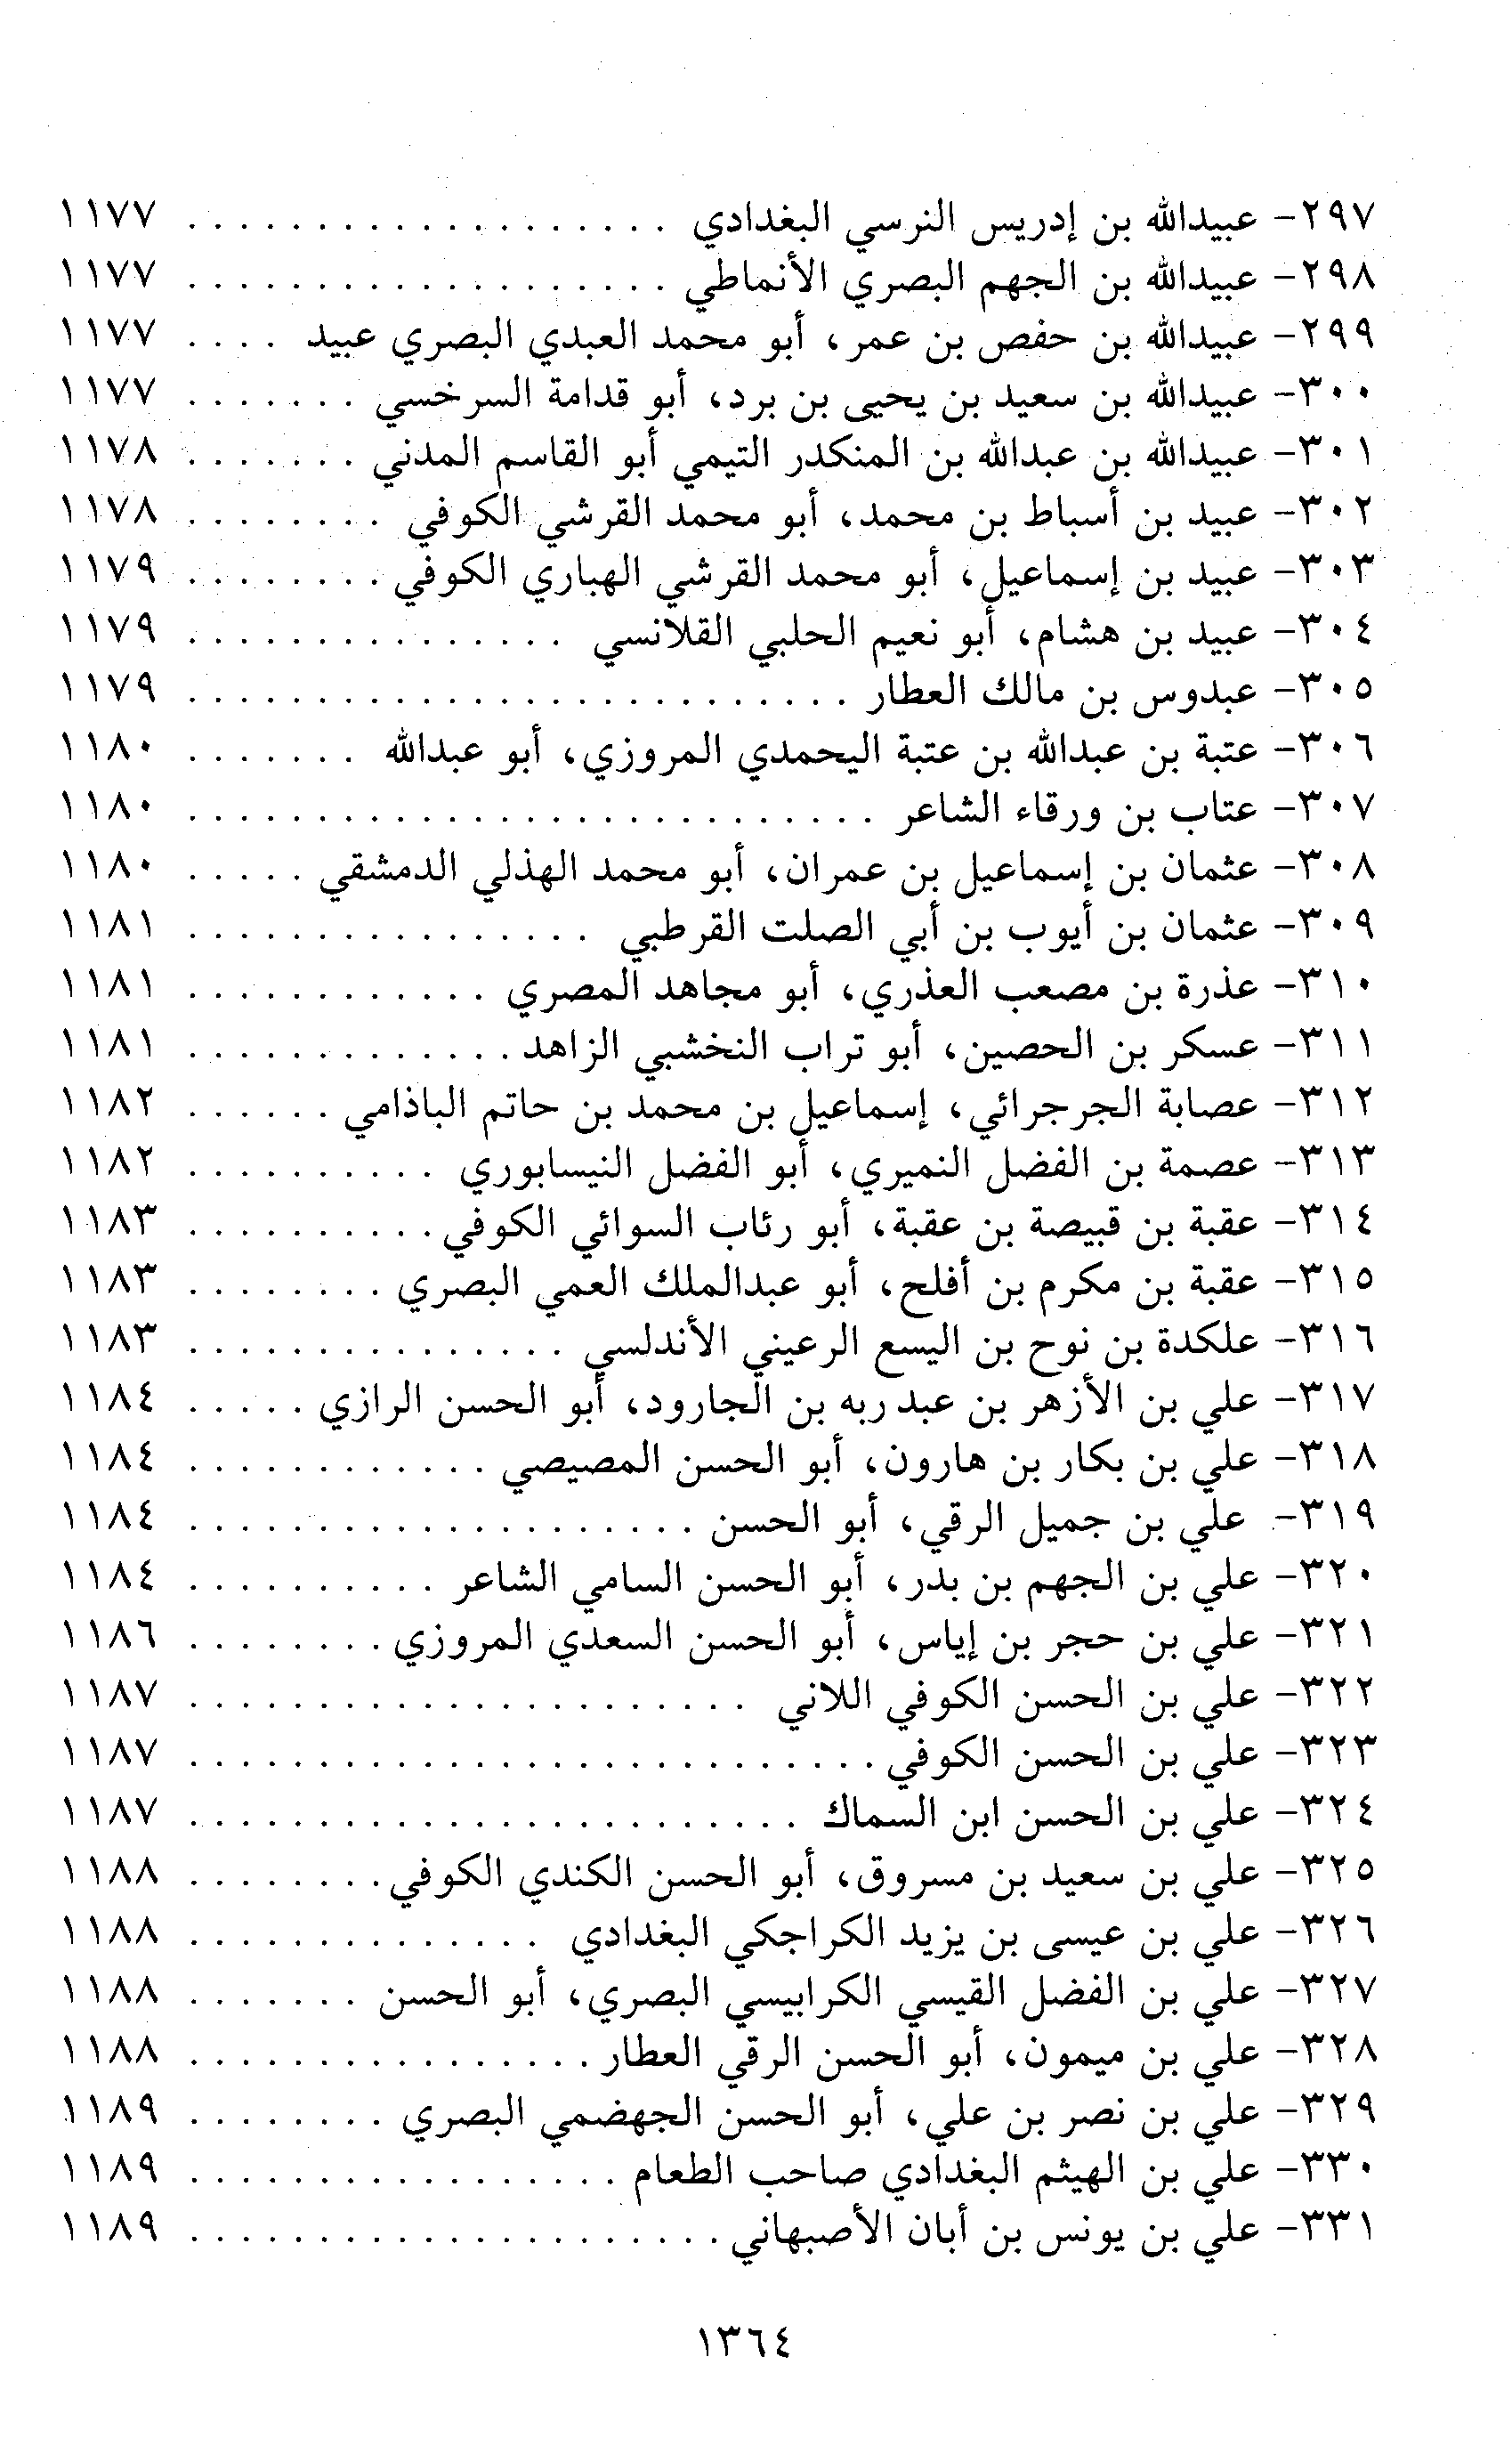 ٢٩٧- عبيدالله بن إدريس النرسي البغدادي . . . . . . . . . . . . . . . . . . . ١١٧٧
٢٩٨- عبيدالله بن الجهم البصري الأنماطي . . . . . . . . . . . . . . . . . . . ١١٧٧
٢٩٩- عبيدالله بن حفص بن عمر، أبو محمد العبدي البصري عبيد . . . . ١١٧٧
٣٠٠- عبيدالله بن سعيد بن يحيى بن برد، أبو قدامة السرخسي . . . . . . . ١١٧٧
٣٠١- عبيدالله بن عبدالله بن المنكدر التيمي أبو القاسم المدني . . . . . . . ١١٧٨
٣٠٢- عبيد بن أسباط بن محمد، أبو محمد القرشي الكوفي . . . . . . . . ١١٧٨
٣٠٣- عبيد بن إسماعيل، أبو محمد القرشي الهباري الكوفي . . . . . . . . ١١٧٩
٣٠٤- عبيد بن هشام، أبو نعيم الحلبي القلانسي . . . . . . . . . . . . . . . ١١٧٩
٣٠٥- عبدوس بن مالك العطار . . . . . . . . . . . . . . . . . . . . . . . . . . ١١٧٩
٣٠٦- عتبة بن عبدالله بن عتبة اليحمدي المروزي، أبو عبدالله . . . . . . . ١١٨٠
٣٠٧- عتاب بن ورقاء الشاعر . . . . . . . . . . . . . . . . . . . . . . . . . . . ١١٨٠
٣٠٨- عثمان بن إسماعيل بن عمران، أبو محمد الهذلي الدمشقي . . . . . ١١٨٠
٣٠٩- عثمان بن أيوب بن أبي الصلت القرطبي . . . . . . . . . . . . . . . . ١١٨١
٣١٠- عذرة بن مصعب العذري، أبو مجاهد المصري . . . . . . . . . . . . ١١٨١
٣١١- عسكر بن الحصين، أبو تراب النخشبي الزاهد . . . . . . . . . . . . . ١١٨١
٣١٢- عصابة الجرجرائي، إسماعيل بن محمد بن حاتم الباذامي . . . . . . ١١٨٢
٣١٣- عصمة بن الفضل النميري، أبو الفضل النيسابوري . . . . . . . . . . ١١٨٢
٣١٤- عقبة بن قبيصة بن عقبة، أبو رئاب السوائي الكوفي . . . . . . . . . . ١١٨٣
٣١٥- عقبة بن مكرم بن أفلح، أبو عبدالملك العمي البصري . . . . . . . . ١١٨٣
٣١٦- علكدة بن نوح بن اليسع الرعيني الأندلسي . . . . . . . . . . . . . . . ١١٨٣
٣١٧- علي بن الأزهر بن عبد ربه بن الجارود، أبو الحسن الرازي . . . . . ١١٨٤
٣١٨- علي بن بكار بن هارون، أبو الحسن المصيصي . . . . . . . . . . . . ١١٨٤
٣١٩- علي بن جميل الرقي، أبو الحسن . . . . . . . . . . . . . . . . . . . . ١١٨٤
٣٢٠- علي بن الجهم بن بدر، أبو الحسن السامي الشاعر . . . . . . . . . . ١١٨٤
٣٢١- علي بن حجر بن إياس، أبو الحسن السعدي المروزي . . . . . . . . ١١٨٦
٣٢٢- علي بن الحسن الكوفي اللاني . . . . . . . . . . . . . . . . . . . . . . ١١٨٧
٣٢٣- علي بن الحسن الكوفي . . . . . . . . . . . . . . . . . . . . . . . . . . . ١١٨٧
٣٢٤- علي بن الحسن ابن السماك . . . . . . . . . . . . . . . . . . . . . . . . ١١٨٧
٣٢٥- علي بن سعيد بن مسروق، أبو الحسن الكندي الكوفي . . . . . . . . ١١٨٨
٣٢٦- علي بن عيسى بن يزيد الكراجكي البغدادي . . . . . . . . . . . . . . ١١٨٨
٣٢٧- علي بن الفضل القيسي الكرابيسي البصري، أبو الحسن . . . . . . . ١١٨٨
٣٢٨- علي بن ميمون، أبو الحسن الرقي العطار . . . . . . . . . . . . . . . . ١١٨٨
٣٢٩- علي بن نصر بن علي، أبو الحسن الجهضمي البصري . . . . . . . . ١١٨٩
٣٣٠- علي بن الهيثم البغدادي صاحب الطعام . . . . . . . . . . . . . . . . . ١١٨٩
٣٣١- علي بن يونس بن أبان الأصبهاني . . . . . . . . . . . . . . . . . . . . . ١١٨٩
١٣٦٤